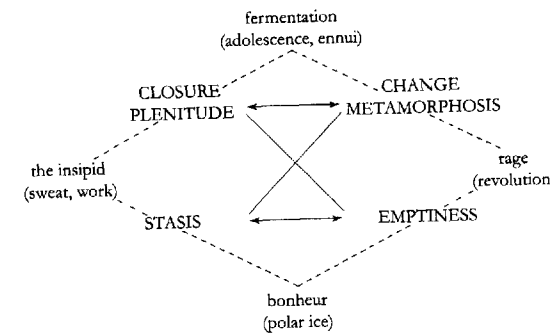 fermentation
(adolescence, ennui)
CLOSURE
PLENITUDE
CHANGE
METAMORPHOSIS
the insipid
(sweat, work)
rage
(revolution
STASIS
EMPTINESS
bonheur
(polar ice)